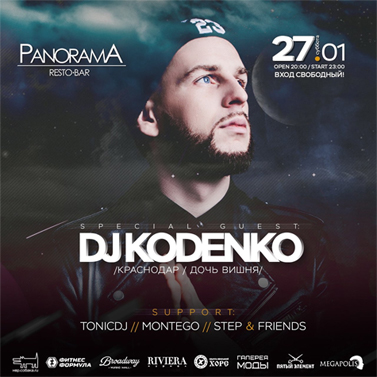 PANORAMA
RESTO-BAR
23
27.01
суббота
OPEN 20:00 / START 23:00
ВХОД СВОБОДНЫЙ!
SPECIAL GUEST:
DJ KODENKO
/КРАСНОДАР / ДОЧЬ ВИШНЯ/
SUPPORT:
TONICDJ // MONTEGO // STEP & FRIENDS
ФИТНЕС ФОРМУЛА
Broadway
RIVIERA
ХОРО
ГАЛЕРЕЯ МОДЫ
ПЯТЫЙ ЭЛЕМЕНТ
MEGAPOLIS